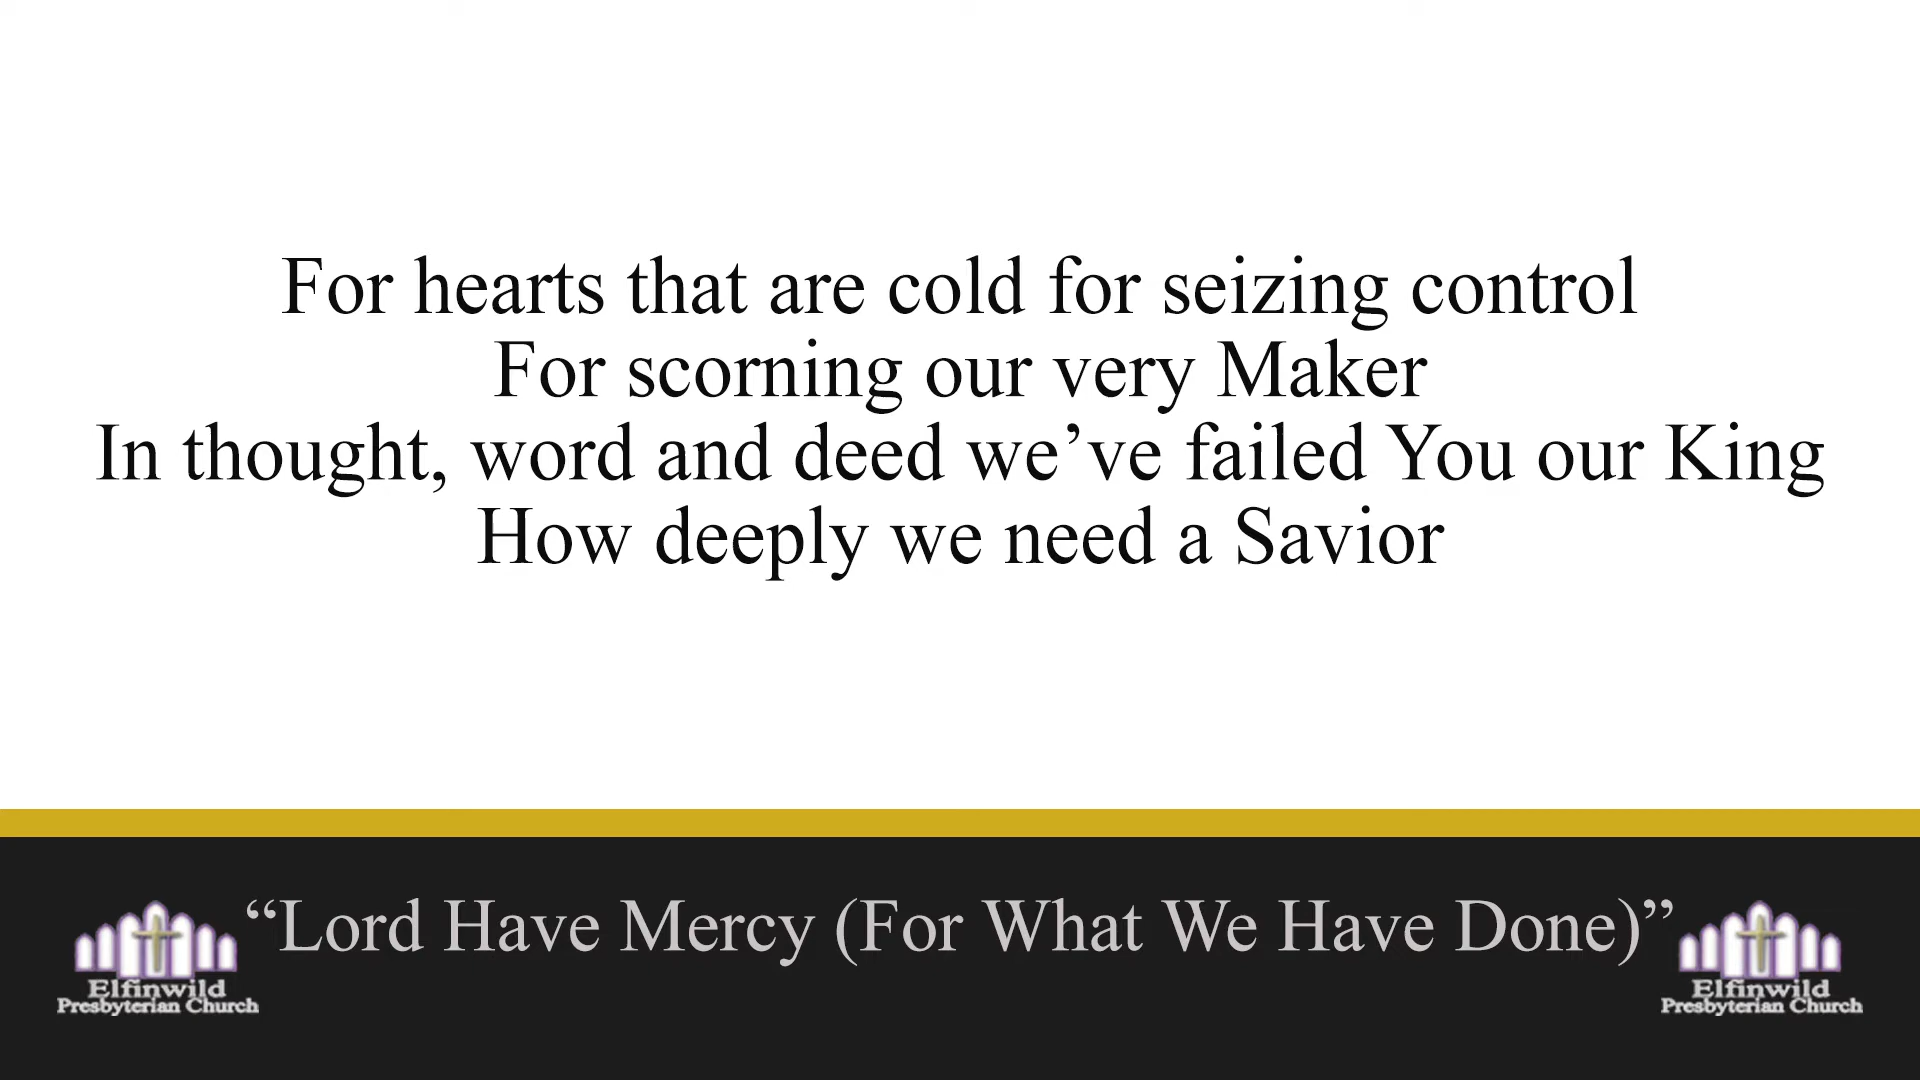 For hearts that are cold for seizing control
For scorning our very Maker
In thought, word and deed we’ve failed You our King
How deeply we need a Savior
“Lord Have Mercy (For What We Have Done)”
Elfinwild
Presbyterian Church
Elfinwild
Presbyterian Church